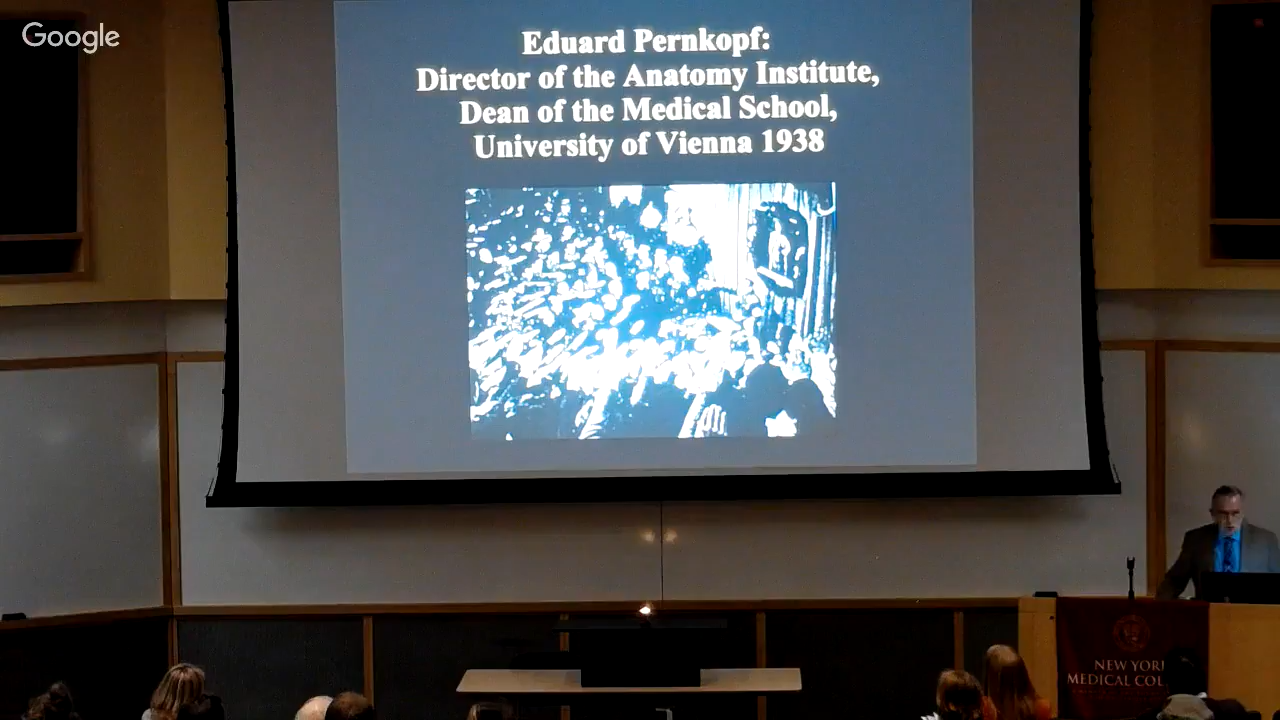 Google
Eduard Pernkopf:
Director of the Anatomy Institute,
Dean of the Medical School,
University of Vienna 1938
NEW YORK
MEDICAL COL